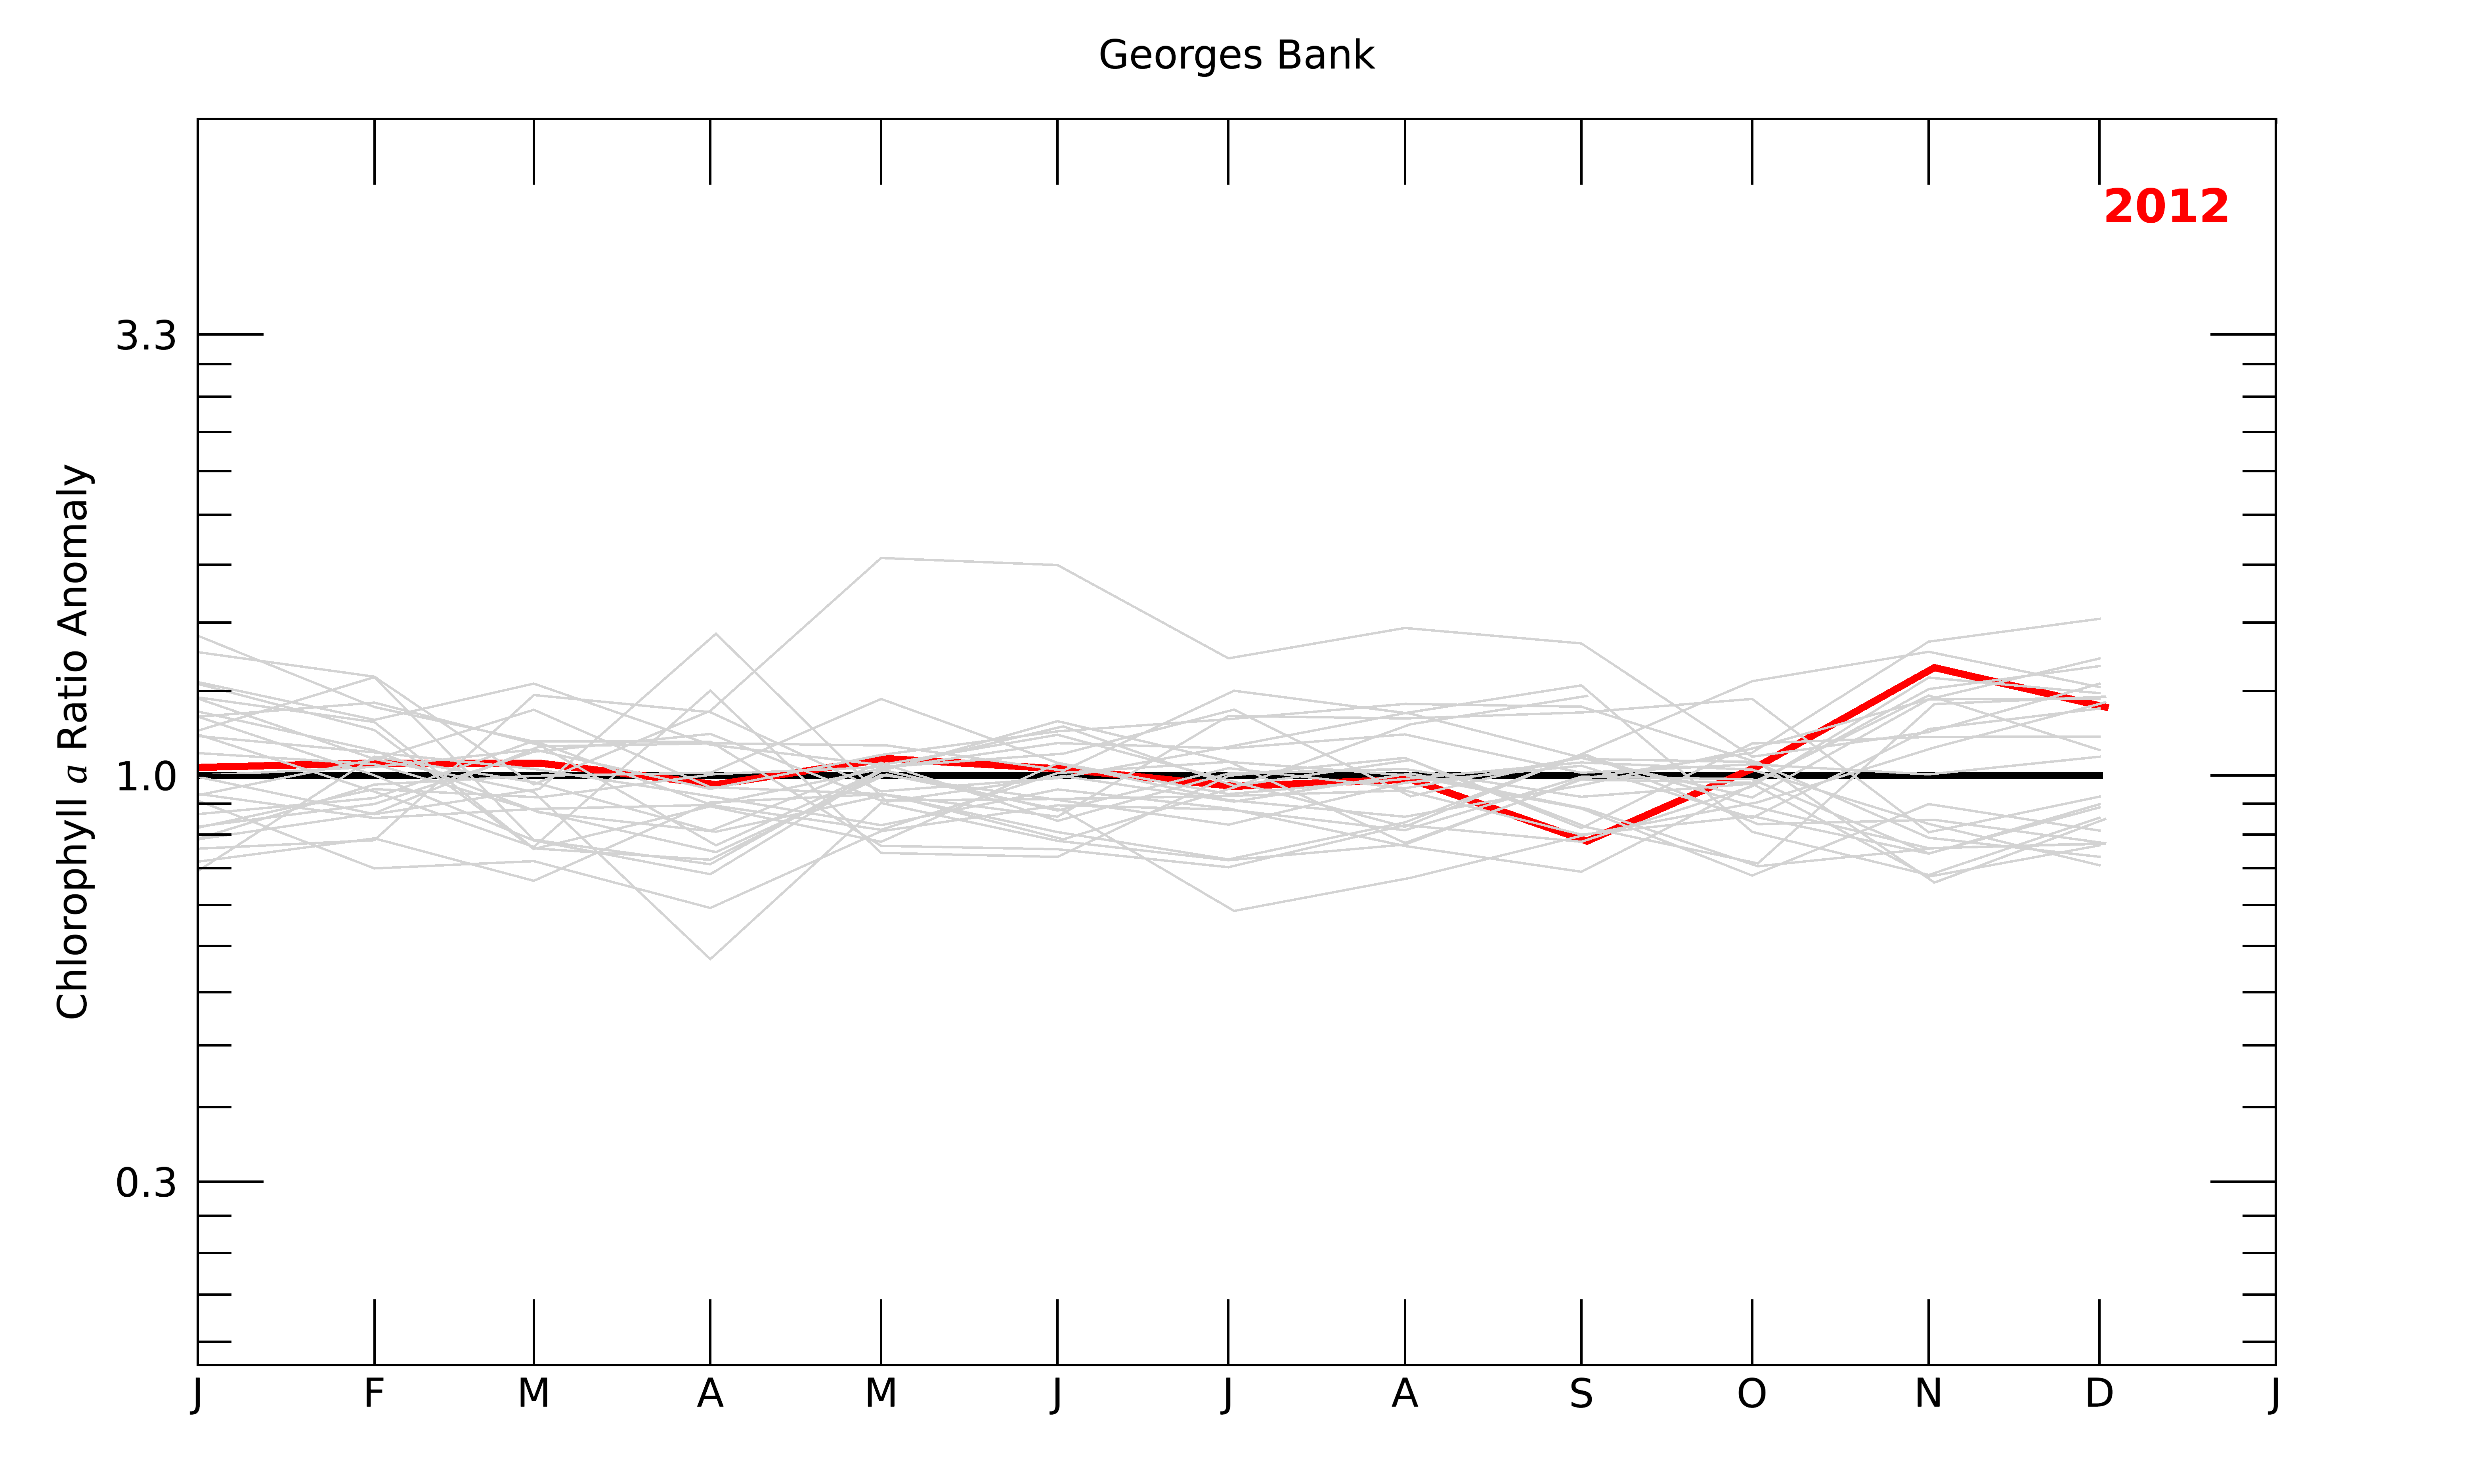 Georges Bank
2012
3.3
1.0
0.3
Chlorophyll a Ratio Anomaly
J F M A M J J A S O N D J